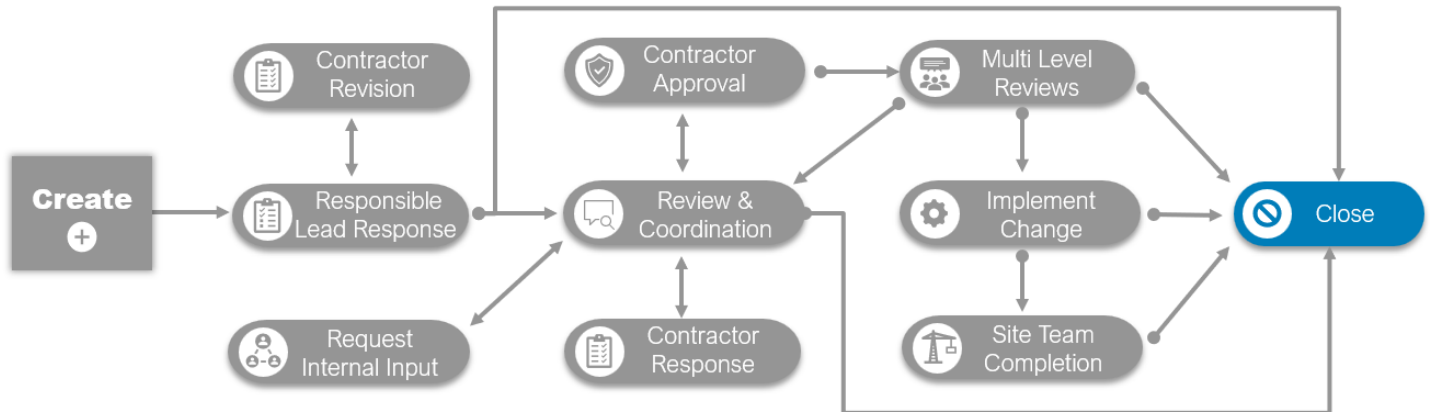 Create
Contractor
Revision
Responsible
Lead Response
Request
Internal Input
Contractor
Approval
Review &
Coordination
Contractor
Response
Multi Level
Reviews
Implement
Change
Site Team
Completion
Close